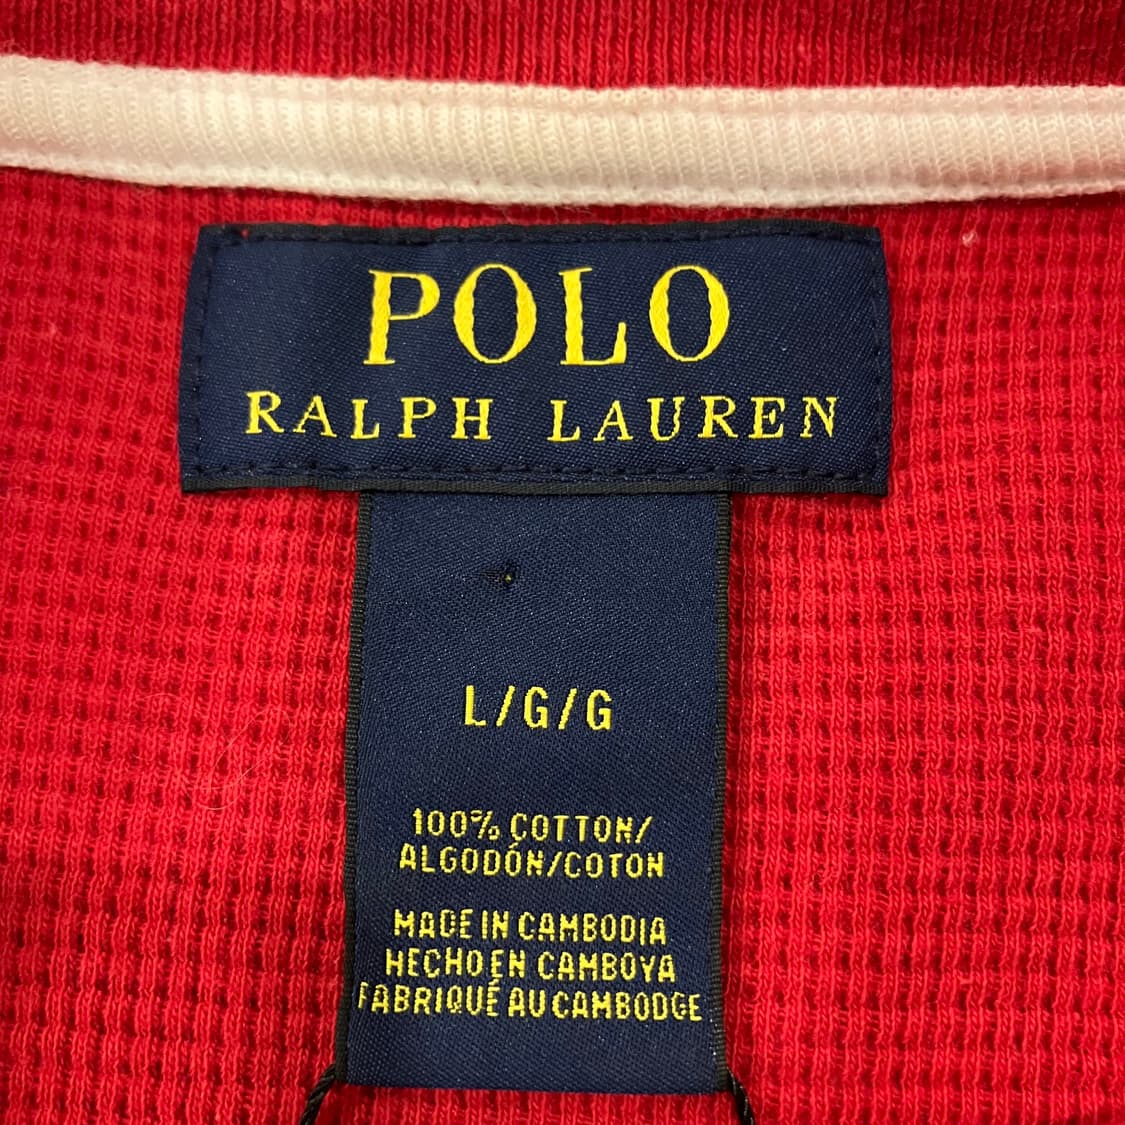 POLO
RALPH LAUREN
L/G/G
100% COTTON/
ALGODÓN/COTON
MADE IN CAMBODIA
HECHO EN CAMBOYA
FABRIQUÉ AU CAMBODGE